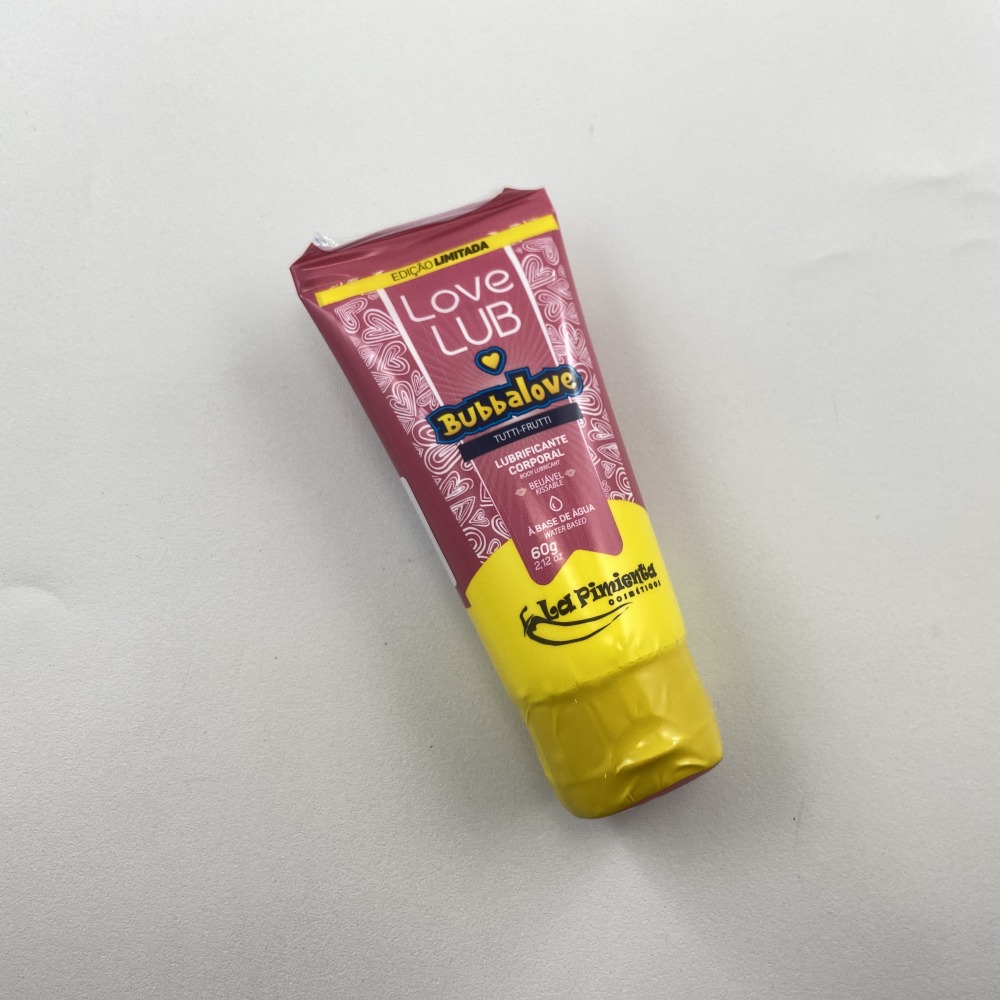 EDIÇÃO LIMITADA
Love
LUB
Bubbalove
TUTTI-FRUTTI
LUBRIFICANTE
CORPORAL
BODY LUBRICANT
BEIJÁVEL
KISSABLE
À BASE DE ÁGUA
WATER BASED
60g
2,12 oz
La Pimienta
COSMÉTICOS